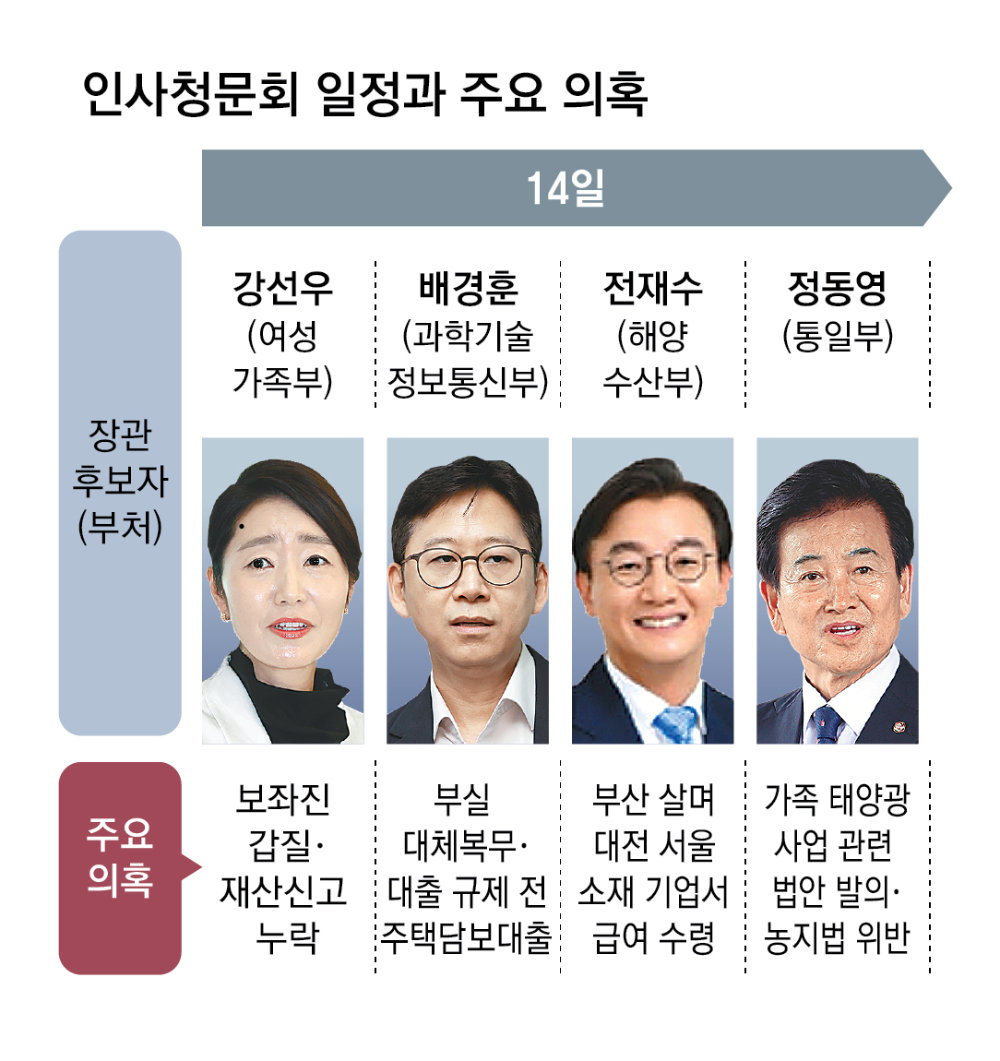 인사청문회 일정과 주요 의혹
14일
장관
후보자
(부처)
강선우
(여성
가족부)
배경훈
(과학기술
정보통신부)
전재수
(해양
수산부)
정동영
(통일부)
주요
의혹
보좌진
갑질·
재산신고
누락
부실
대체복무·
대출 규제 전
주택담보대출
부산 살며
대전 서울
소재 기업서
급여 수령
가족 태양광
사업 관련
법안 발의·
농지법 위반